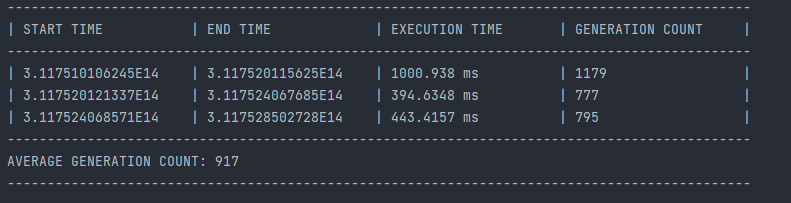 ---------------------------------------------------------------------------------------------
| START TIME           | END TIME             | EXECUTION TIME       | GENERATION COUNT     |
---------------------------------------------------------------------------------------------
| 3.117510106245E14    | 3.117520115625E14    | 1000.938 ms          | 1179                 |
| 3.117520121337E14    | 3.117524067685E14    | 394.6348 ms          | 777                  |
| 3.117524068571E14    | 3.117528502728E14    | 443.4157 ms          | 795                  |
---------------------------------------------------------------------------------------------
AVERAGE GENERATION COUNT: 917
---------------------------------------------------------------------------------------------